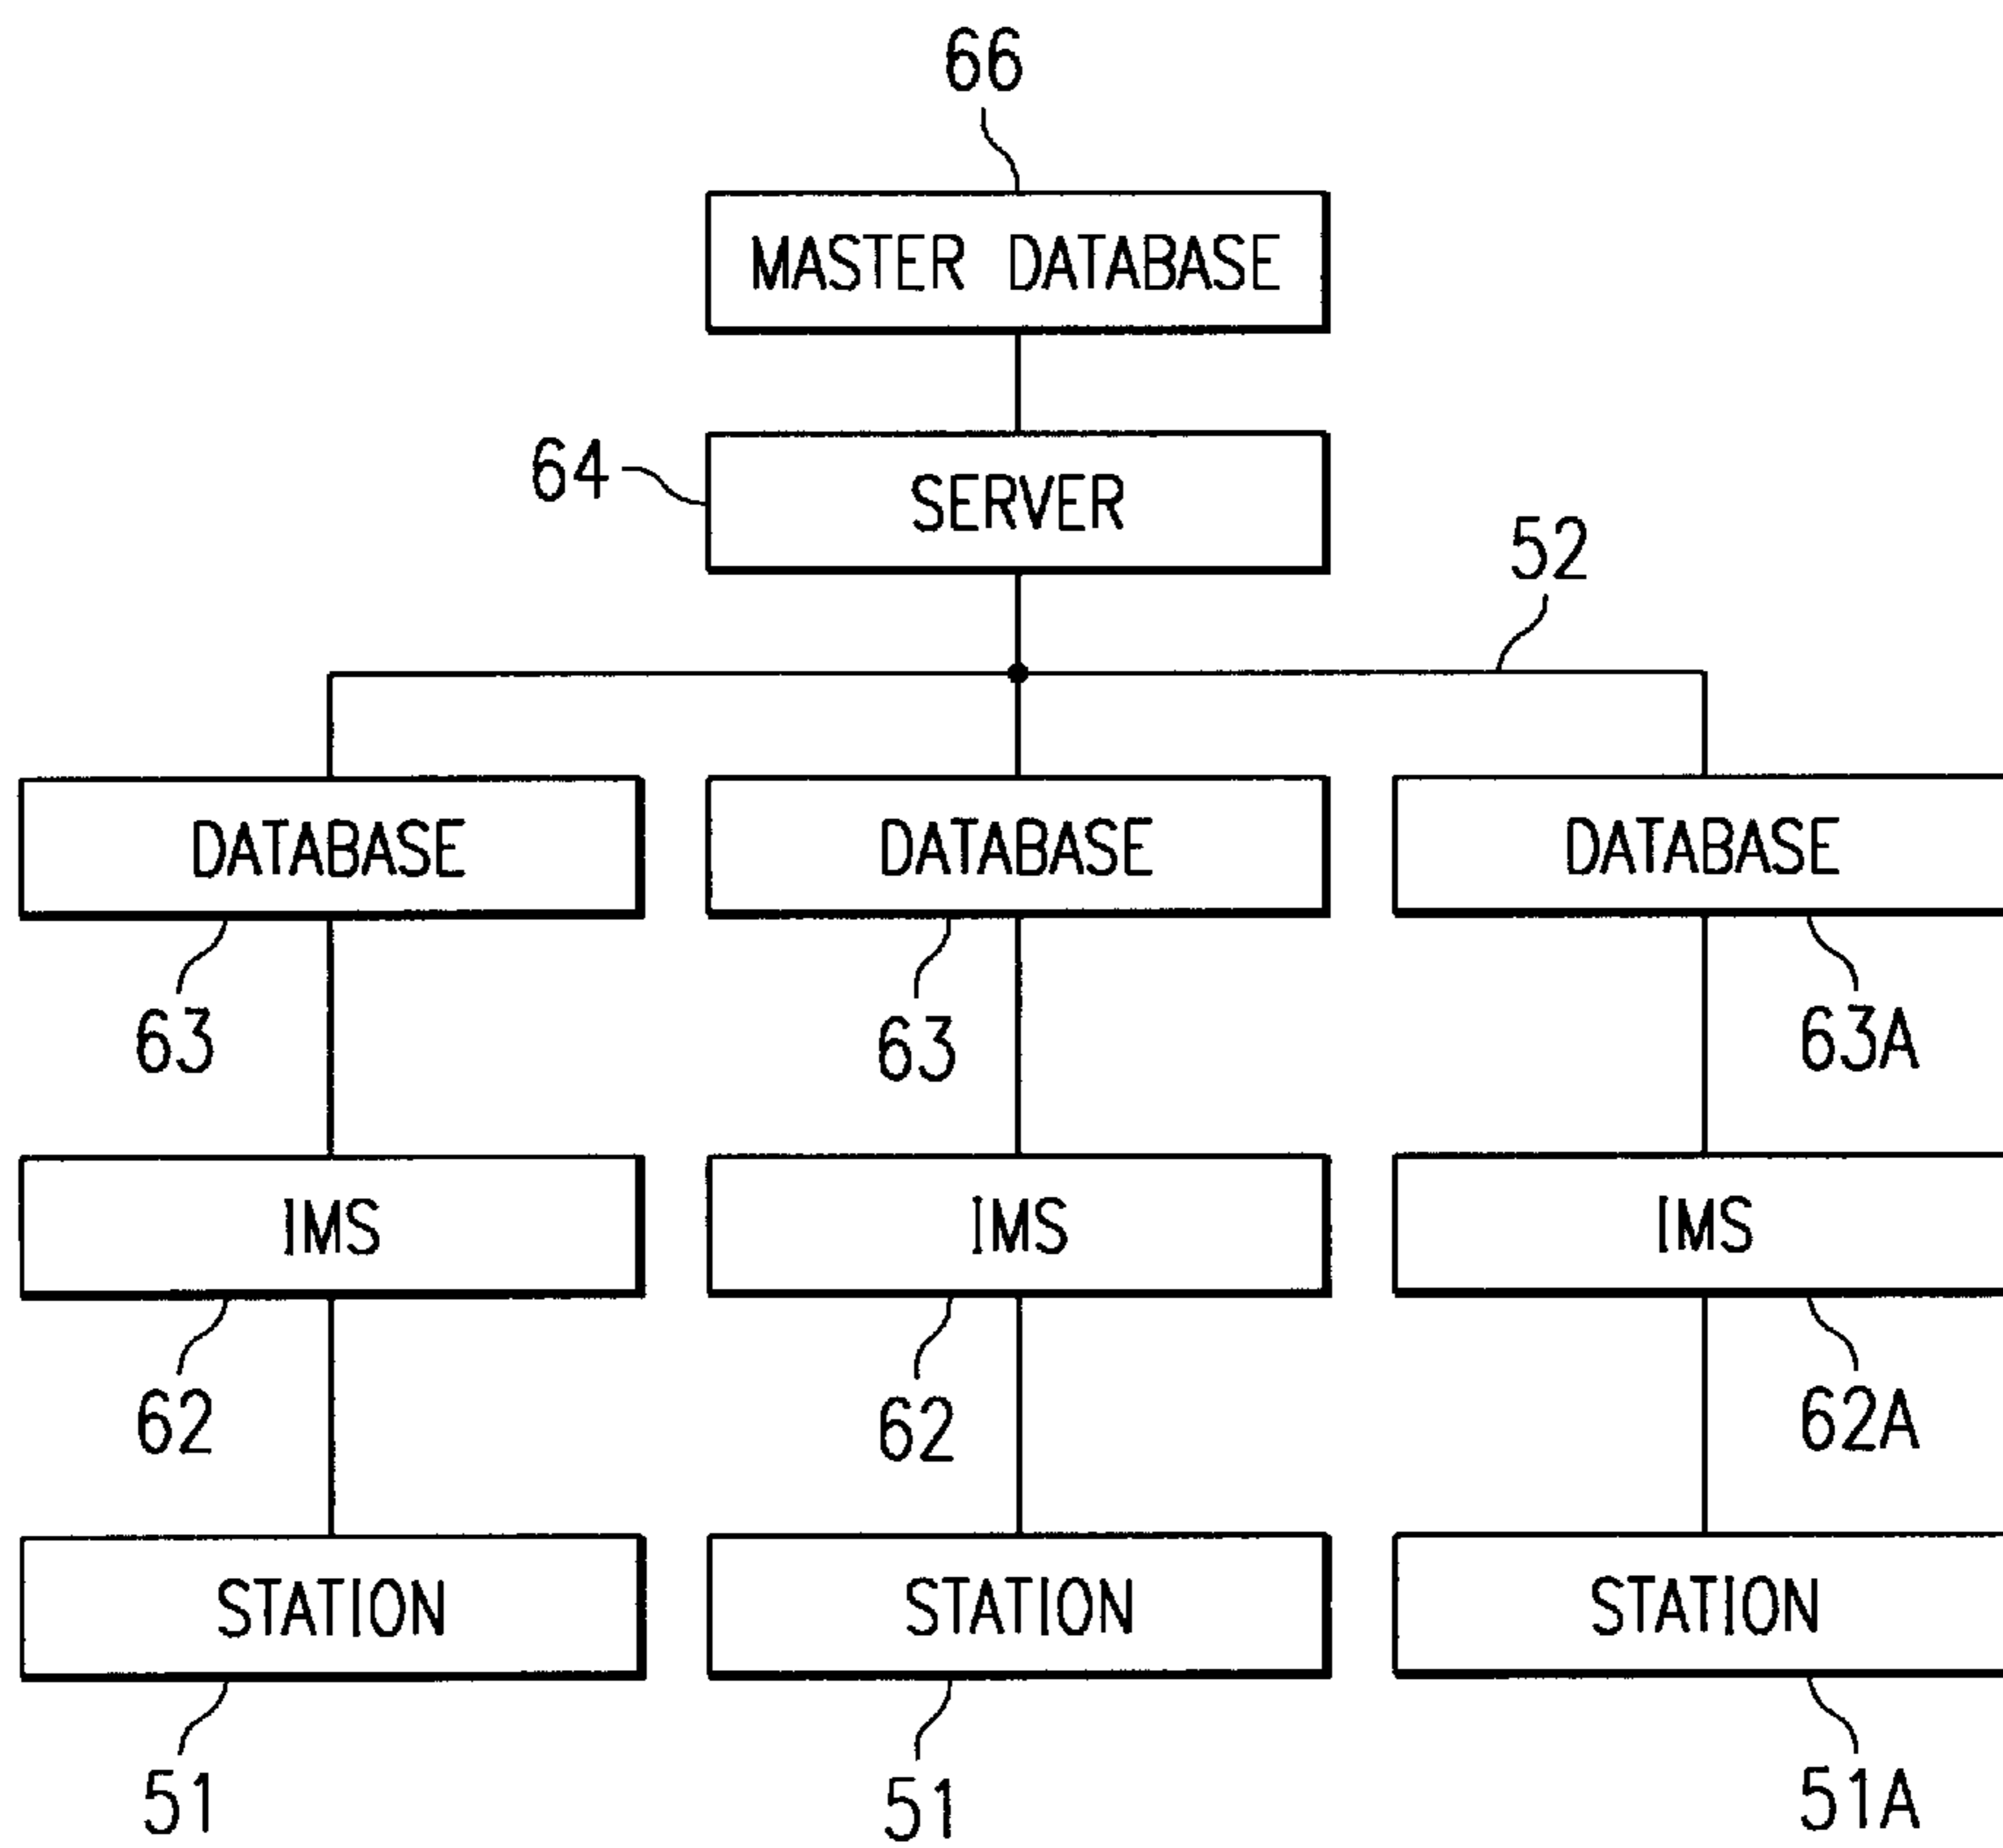 66
MASTER DATABASE
64
SERVER
52
DATABASE
DATABASE
DATABASE
63
63
63A
IMS
IMS
IMS
62
62
62A
STATION
STATION
STATION
51
51
51A